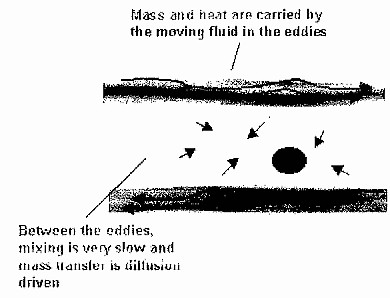 Mass and heat are carried by
the moving fluid in the eddies
Between the eddies,
mixing is very slow and
mass transfer is diffusion
driven